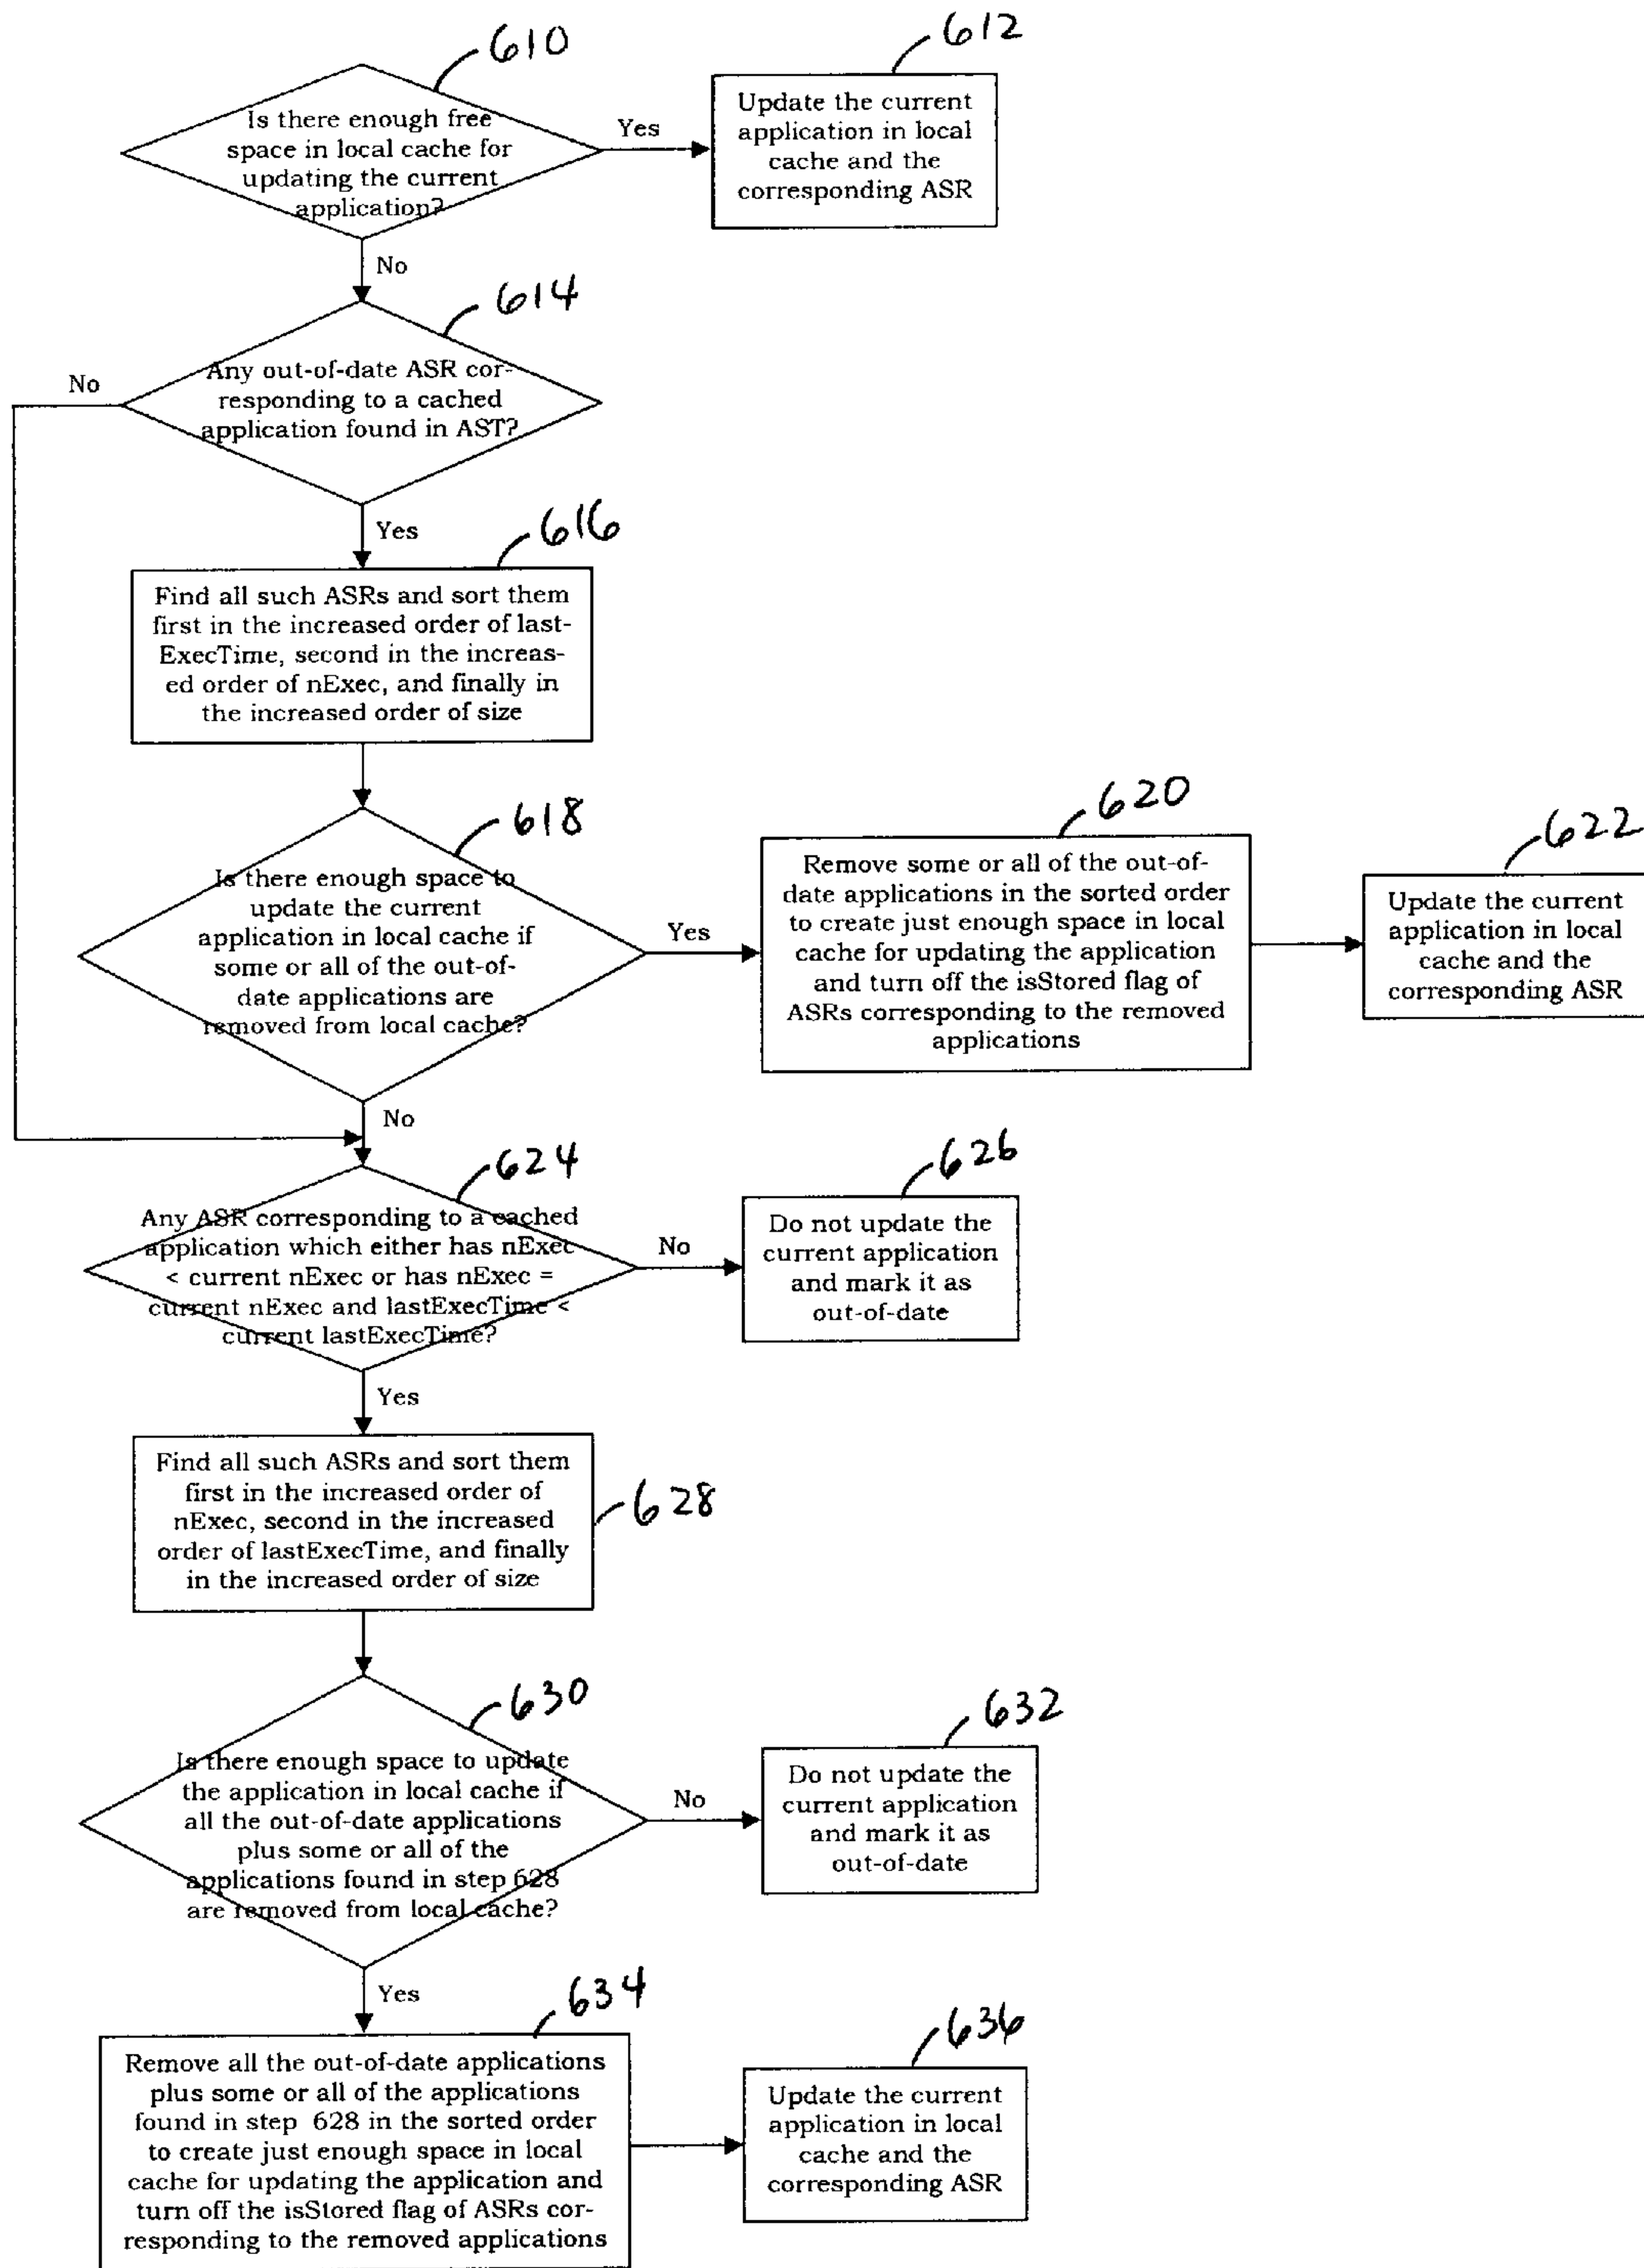 610
Is there enough free
space in local cache for
updating the current
application?
Yes
612
Update the current
application in local
cache and the
corresponding ASR
No
614
Any out-of-date ASR cor-
responding to a cached
application found in AST?
No
Yes
616
Find all such ASRs and sort them
first in the increased order of last-
ExecTime, second in the increas-
ed order of nExec, and finally in
the increased order of size
618
Is there enough space to
update the current
application in local cache if
some or all of the out-of-
date applications are
removed from local cache?
Yes
620
Remove some or all of the out-of-
date applications in the sorted order
to create just enough space in local
cache for updating the application
and turn off the isStored flag of
ASRs corresponding to the removed
applications
622
Update the current
application in local
cache and the
corresponding ASR
No
624
Any ASR corresponding to a cached
application which either has nExec
< current nExec or has nExec =
current nExec and lastExecTime <
current lastExecTime?
No
626
Do not update the
current application
and mark it as
out-of-date
Yes
628
Find all such ASRs and sort them
first in the increased order of
nExec, second in the increased
order of lastExecTime, and finally
in the increased order of size
630
Is there enough space to update
the application in local cache if
all the out-of-date applications
plus some or all of the
applications found in step 628
are removed from local cache?
No
632
Do not update the
current application
and mark it as
out-of-date
Yes
634
Remove all the out-of-date applications
plus some or all of the applications
found in step 628 in the sorted order
to create just enough space in local
cache for updating the application and
turn off the isStored flag of ASRs cor-
responding to the removed applications
636
Update the current
application in local
cache and the
corresponding ASR